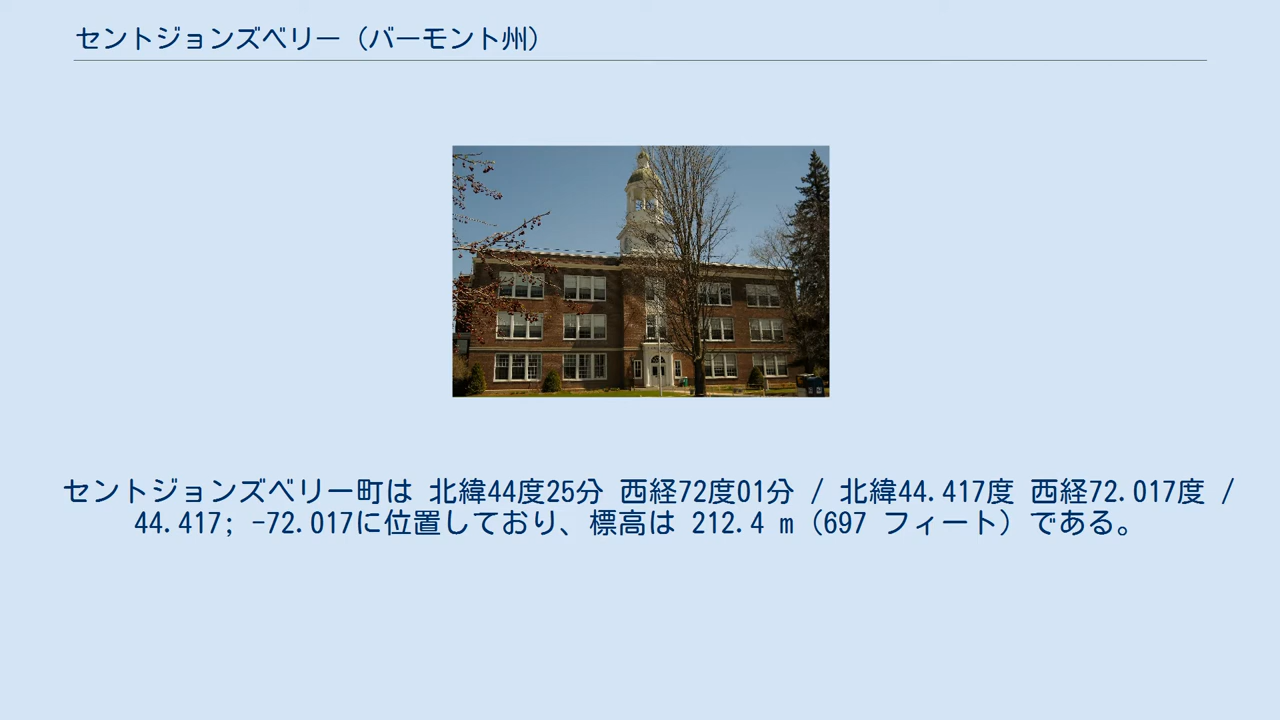 セントジョンズベリー（バーモント州）
セントジョンズベリー町は 北緯44度25分 西経72度01分 / 北緯44.417度 西経72.017度 /
44.417; -72.017に位置しており、標高は 212.4 m（697 フィート）である。